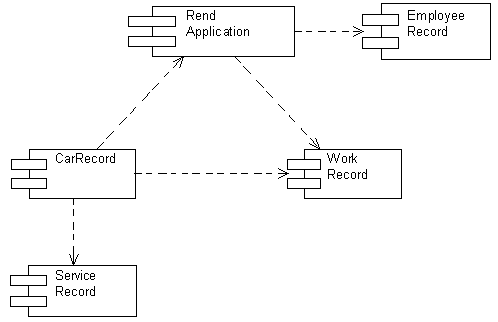 Rend
Application
Employee
Record
CarRecord
Work
Record
Service
Record